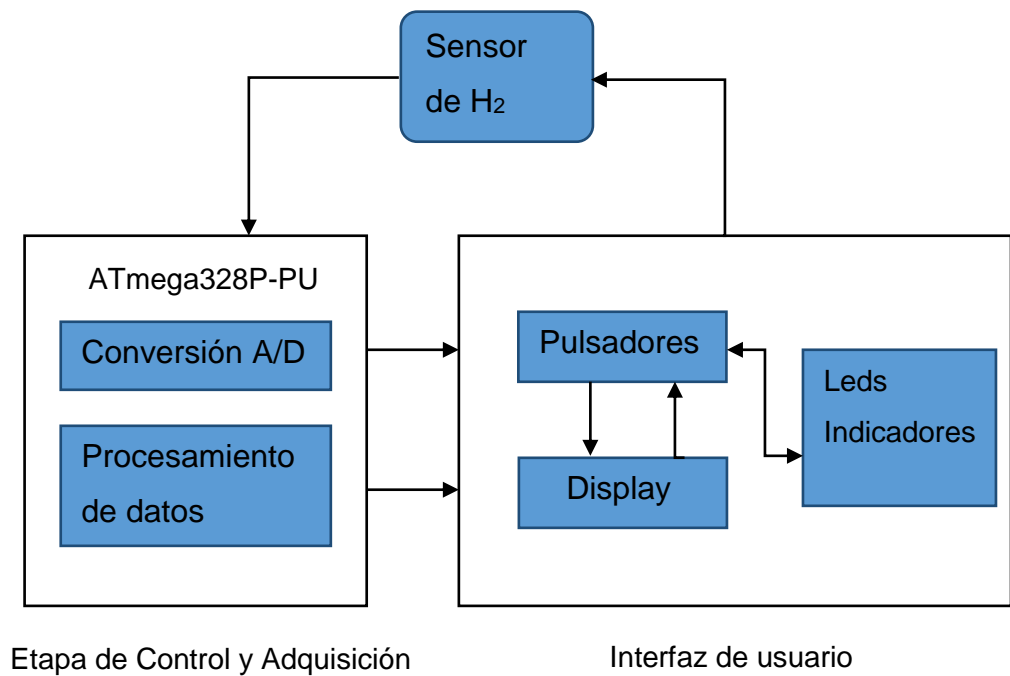 Sensor
de H₂
ATmega328P-PU
Conversión A/D
Procesamiento
de datos
Pulsadores
Display
Leds
Indicadores
Etapa de Control y Adquisición
Interfaz de usuario